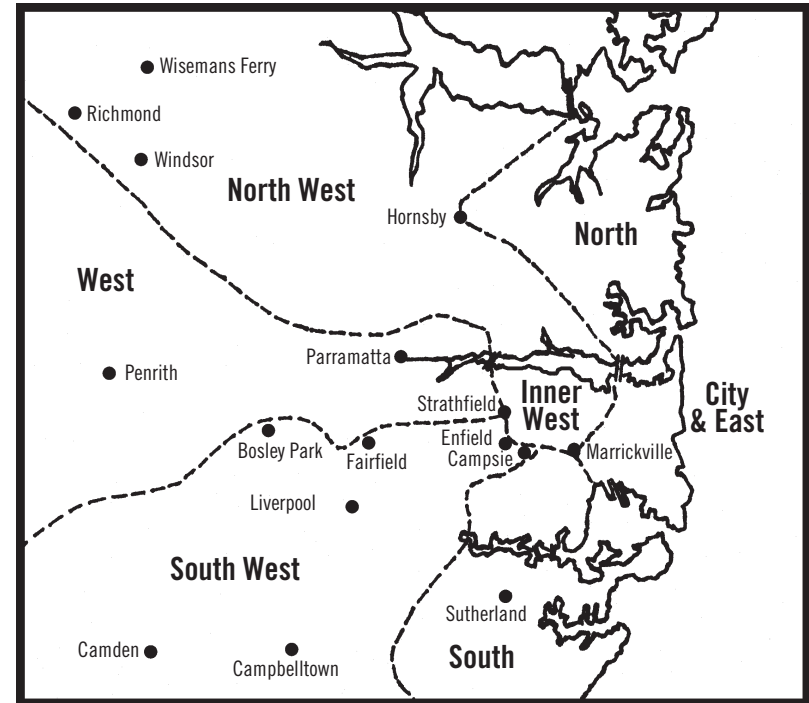 Wisemans Ferry
Richmond
Windsor
North West
Hornsby
North
West
Parramatta
Penrith
Inner
West
City
& East
Strathfield
Enfield
Campsie
Marrickville
Bosley Park
Fairfield
Liverpool
South West
Sutherland
Camden
Campbelltown
South